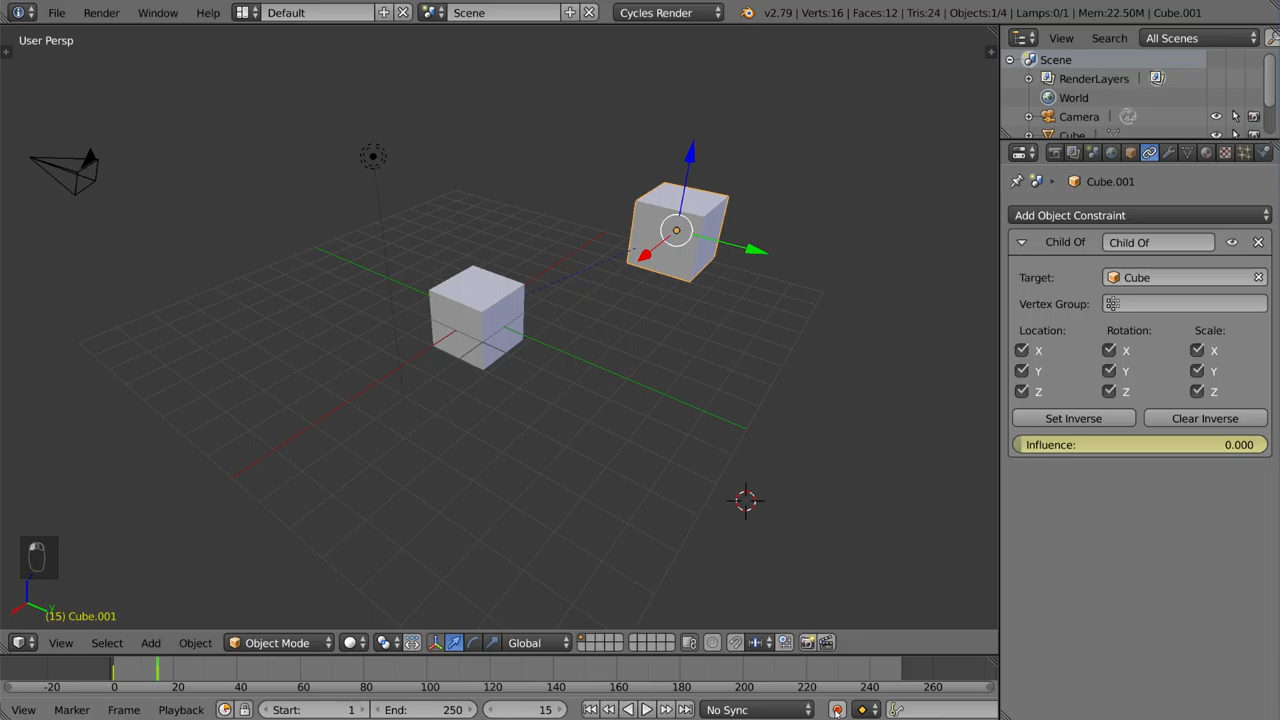 File Render Window Help Default Scene Cycles Render v2.79 | Verts:16 | Faces:12 | Tris:24 | Objects:1/4 | Lamps:0/1 | Mem:22.50M | Cube.001
User Persp
View Search All Scenes
Scene
RenderLayers
World
Camera
Cube
Cube.001
Add Object Constraint
Child Of Child Of
Target: Cube
Vertex Group:
Location: Rotation: Scale:
X X X
Y Y Y
Z Z Z
Set Inverse Clear Inverse
Influence: 0.000
y
(15) Cube.001
View Select Add Object Object Mode Global
-20 0 20 40 60 80 100 120 140 160 180 200 220 240 260
View Marker Frame Playback Start: 1 End: 250 15 No Sync